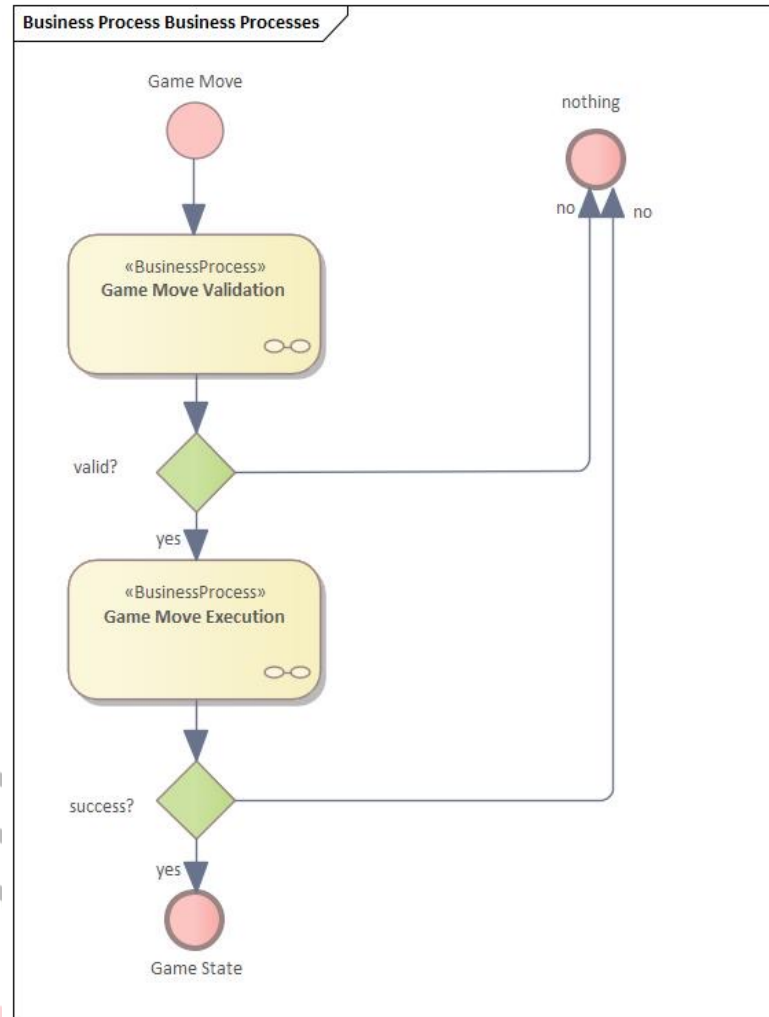 Business Process Business Processes
Game Move
nothing
no
no
«BusinessProcess»
Game Move Validation
valid?
yes
«BusinessProcess»
Game Move Execution
success?
yes
Game State